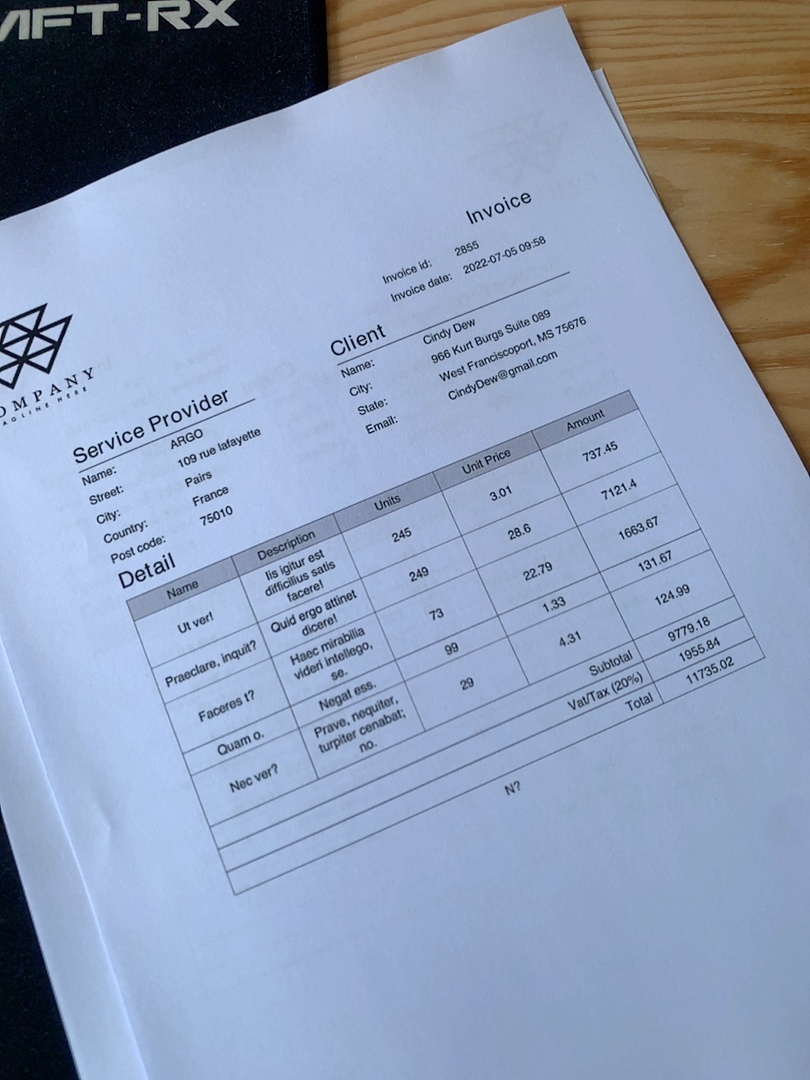 AFT-RX
Invoice
Invoice id: 2855
Invoice date: 2022-07-05 09:58
OMPANY
AGLINE HERE
Service Provider
Name: ARGO
Street: 109 rue lafayette
City: Pairs
Country: France
Post code: 75010
Client
Name: Cindy Dew
City: 966 Kurt Burgs Suite 089
State: West Franciscoport, MS 75676
Email: CindyDew@gmail.com
Detail
Name Description Units Unit Price Amount
Ut ver! Iis igitur est difficilius satis facere! 245 3.01 737.45
Praeclare, inquit? Quid ergo attinet dicere! 249 28.6 7121.4
Faceres t? Haec mirabilia videri intellego, se. 73 22.79 1663.67
Quam o. Negat ess. 99 1.33 131.67
Nec ver? Prave, nequiter, turpiter cenabat; no. 29 4.31 124.99
Subtotal 9779.18
Vat/Tax (20%) 1955.84
Total 11735.02
N?